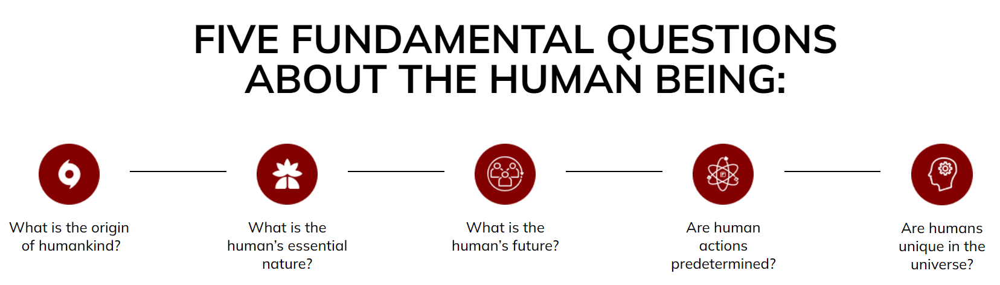 FIVE FUNDAMENTAL QUESTIONS
ABOUT THE HUMAN BEING:
What is the origin
of humankind?
What is the
human’s essential
nature?
What is the
human’s future?
Are human
actions
predetermined?
Are humans
unique in the
universe?